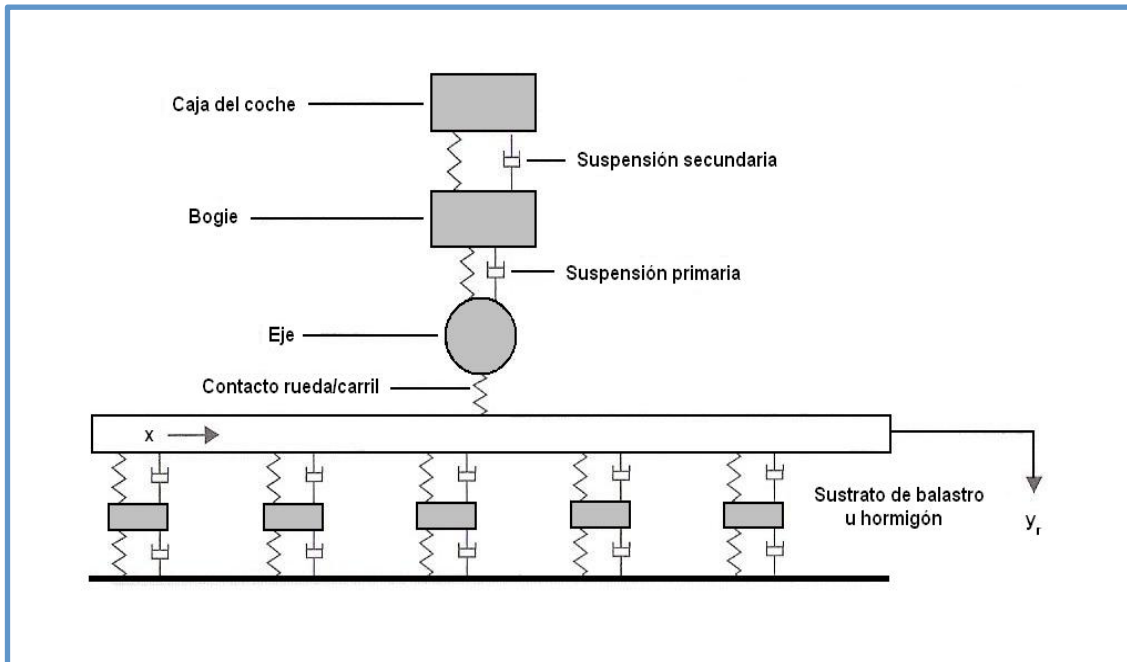 Caja del coche
Suspensión secundaria
Bogie
Suspensión primaria
Eje
Contacto rueda/carril
x
Sustrato de balastro
u hormigón
yr